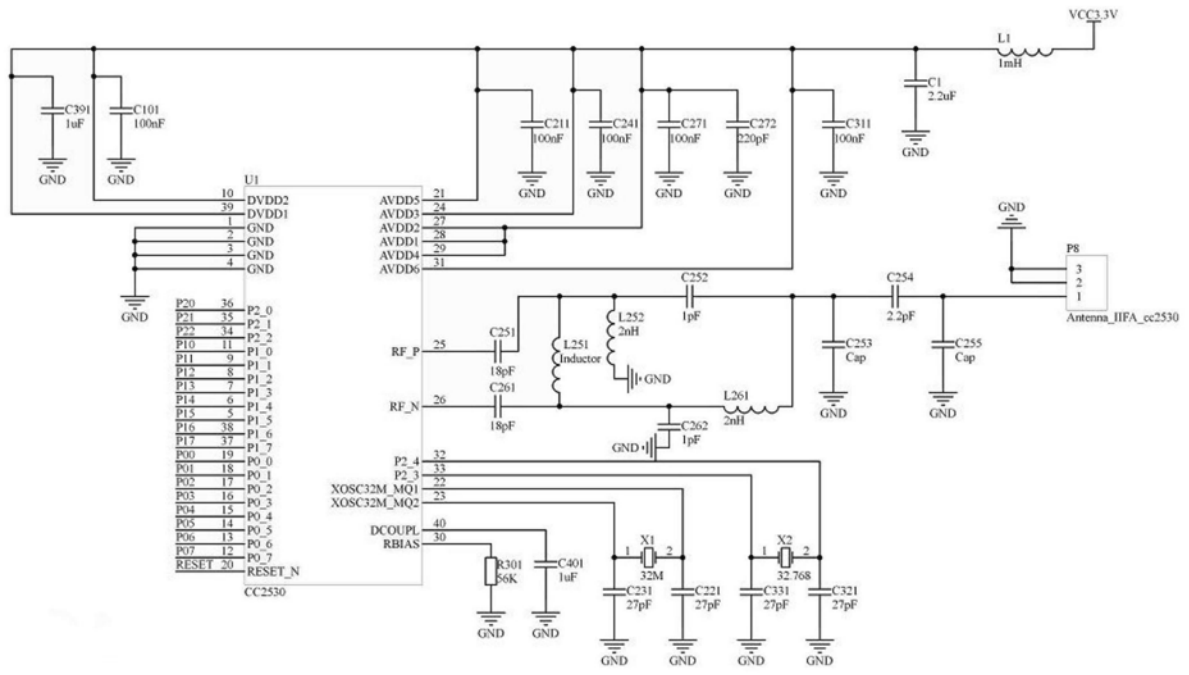 VCC3.3V
L1
1mH
C391
1uF
C101
100nF
C211
100nF
C241
100nF
C271
100nF
C272
220pF
C311
100nF
C1
2.2uF
GND
GND
GND
GND
GND
GND
GND
GND
U1
10 DVDD2
39 DVDD1
1 GND
2 GND
3 GND
4 GND
GND
AVDD5 21
AVDD3 24
AVDD2 27
AVDD1 28
AVDD4 29
AVDD6 31
P20 36 P2_0
P21 35 P2_1
P22 34 P2_2
P10 11 P1_0
P11 9 P1_1
P12 8 P1_2
P13 7 P1_3
P14 6 P1_4
P15 5 P1_5
P16 38 P1_6
P17 37 P1_7
P00 19 P0_0
P01 18 P0_1
P02 17 P0_2
P03 16 P0_3
P04 15 P0_4
P05 14 P0_5
P06 13 P0_6
P07 12 P0_7
RESET 20 RESET_N
CC2530
RF_P 25
RF_N 26
P2_4 32
P2_3 33
XOSC32M_MQ1 22
XOSC32M_MQ2 23
DCOUPL 40
RBIAS 30
C251
18pF
C261
18pF
L251
Inductor
L252
2nH
GND
C252
1pF
L261
2nH
C262
1pF
GND
C254
2.2pF
C253
Cap
GND
C255
Cap
GND
GND
P8
3
2
1
Antenna_IIFA_cc2530
R301
56K
GND
C401
1uF
GND
X1
1 2
32M
C231
27pF
GND
C221
27pF
GND
X2
1 2
32.768
C331
27pF
GND
C321
27pF
GND